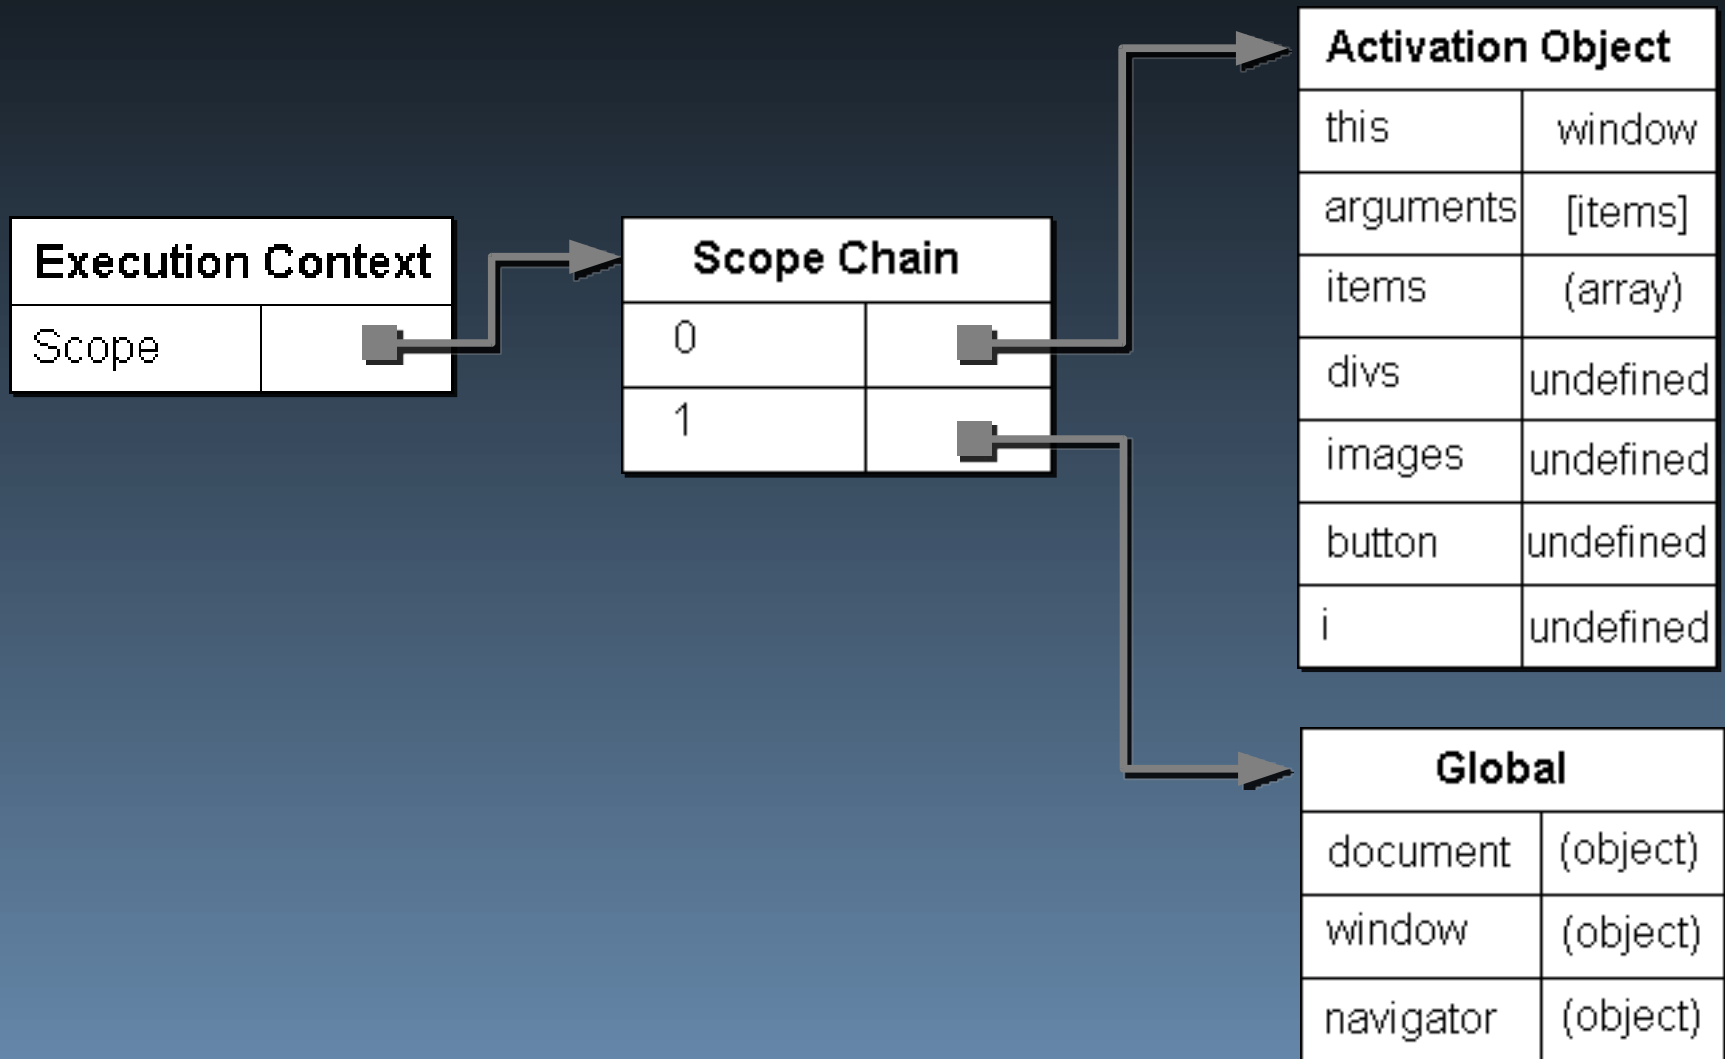 Execution Context
Scope
Scope Chain
0
1
Activation Object
this window
arguments [items]
items (array)
divs undefined
images undefined
button undefined
i undefined
Global
document (object)
window (object)
navigator (object)